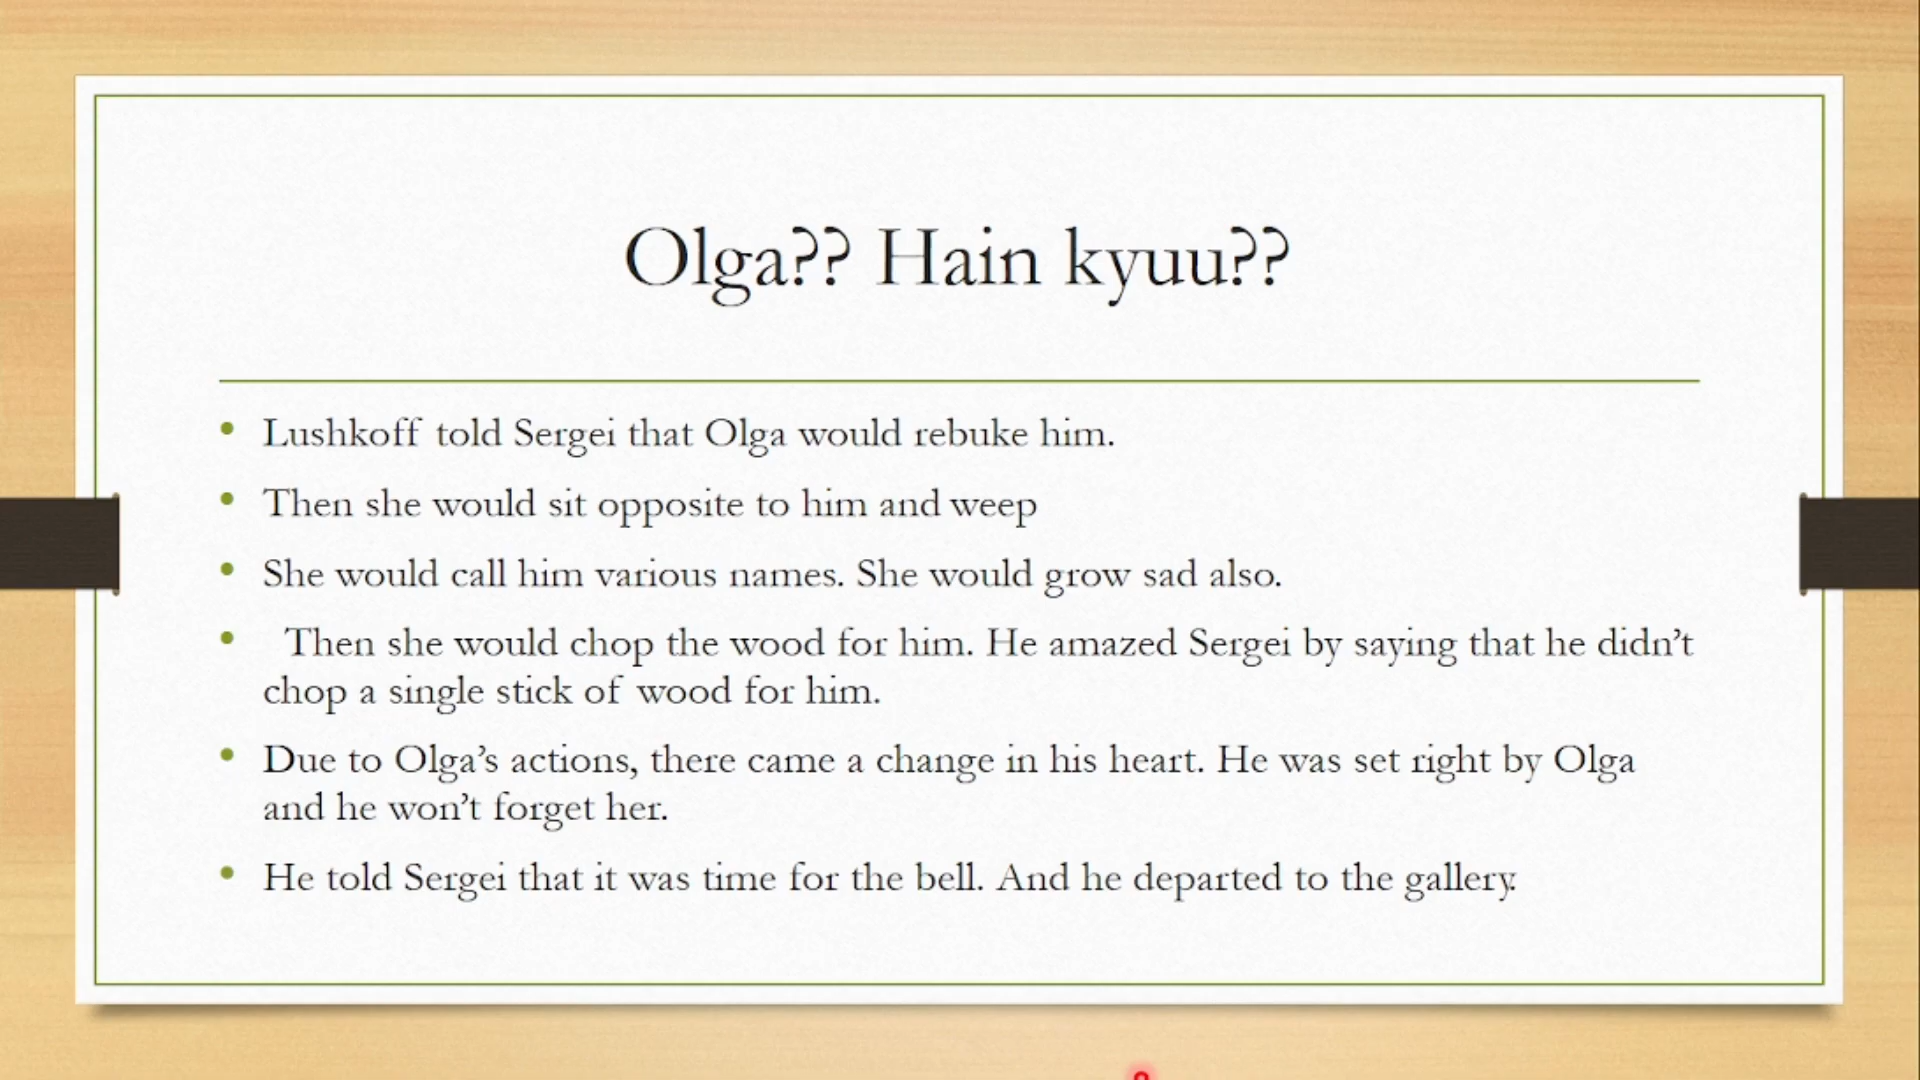 Olga?? Hain kyuu??
• Lushkoff told Sergei that Olga would rebuke him.
• Then she would sit opposite to him and weep
• She would call him various names. She would grow sad also.
• Then she would chop the wood for him. He amazed Sergei by saying that he didn’t
chop a single stick of wood for him.
• Due to Olga’s actions, there came a change in his heart. He was set right by Olga
and he won’t forget her.
• He told Sergei that it was time for the bell. And he departed to the gallery.